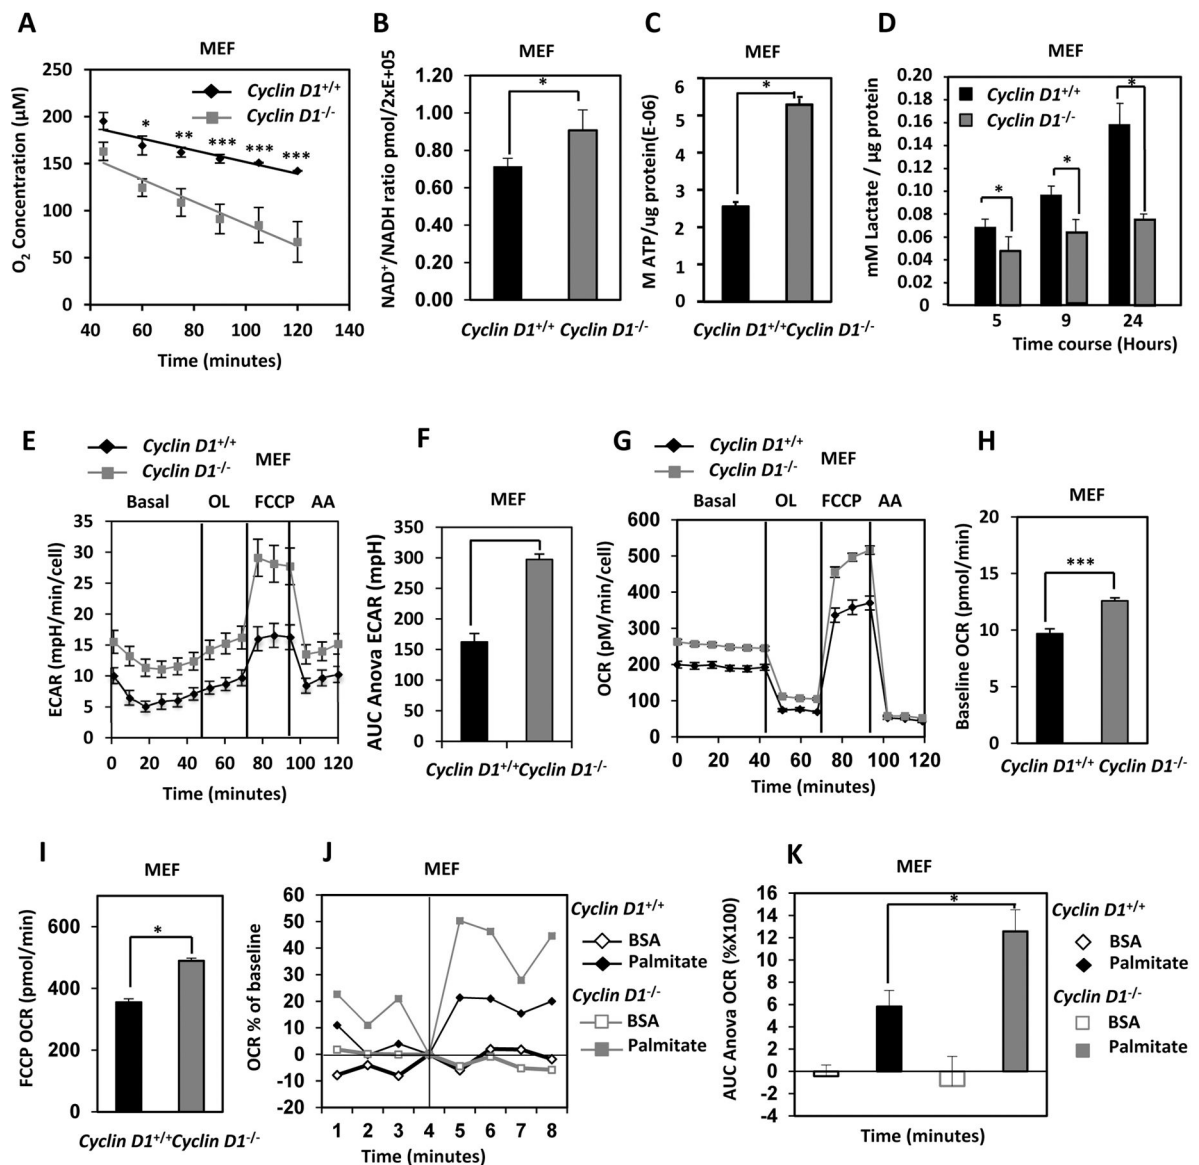 A
MEF
O₂ Concentration (µM)
250
200
150
100
50
0
Cyclin D1+/+
Cyclin D1-/-
*
**
***
***
***
40 60 80 100 120 140
Time (minutes)
B
MEF
NAD+/NADH ratio pmol/2xE+05
1.20
1.00
0.80
0.60
0.40
0.20
0.00
*
Cyclin D1+/+ Cyclin D1-/-
C
MEF
M ATP/ug protein(E-06)
6
5
4
3
2
1
0
*
Cyclin D1+/+Cyclin D1-/-
D
MEF
mM Lactate / µg protein
0.20
0.18
0.16
0.14
0.12
0.10
0.08
0.06
0.04
0.02
0
Cyclin D1+/+
Cyclin D1-/-
*
*
*
5 9 24
Time course (Hours)
E
Cyclin D1+/+
Cyclin D1-/-
MEF
Basal OL FCCP AA
ECAR (mpH/min/cell)
35
30
25
20
15
10
5
0
0 20 40 60 80 100 120
Time (minutes)
F
MEF
AUC Anova ECAR (mpH)
350
300
250
200
150
100
50
0
Cyclin D1+/+Cyclin D1-/-
G
Cyclin D1+/+
Cyclin D1-/-
MEF
Basal OL FCCP AA
OCR (pM/min/cell)
600
500
400
300
200
100
0
0 20 40 60 80 100 120
Time (minutes)
H
MEF
Baseline OCR (pmol/min)
20
15
10
5
0
***
Cyclin D1+/+ Cyclin D1-/-
I
MEF
FCCP OCR (pmol/min)
600
400
200
0
*
Cyclin D1+/+Cyclin D1-/-
J
MEF
OCR % of baseline
60
50
40
30
20
10
0
-10
-20
1 2 3 4 5 6 7 8
Time (minutes)
Cyclin D1+/+
BSA
Palmitate
Cyclin D1-/-
BSA
Palmitate
K
MEF
AUC Anova OCR (%X100)
16
14
12
10
8
6
4
2
0
-2
-4
*
Time (minutes)
Cyclin D1+/+
BSA
Palmitate
Cyclin D1-/-
BSA
Palmitate